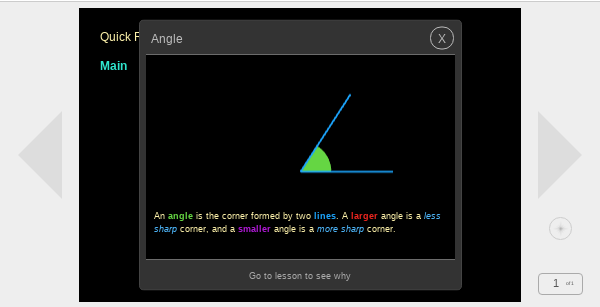 Quick
Angle
X
Main
An angle is the corner formed by two lines. A larger angle is a less
sharp corner, and a smaller angle is a more sharp corner.
Go to lesson to see why
1 of 1